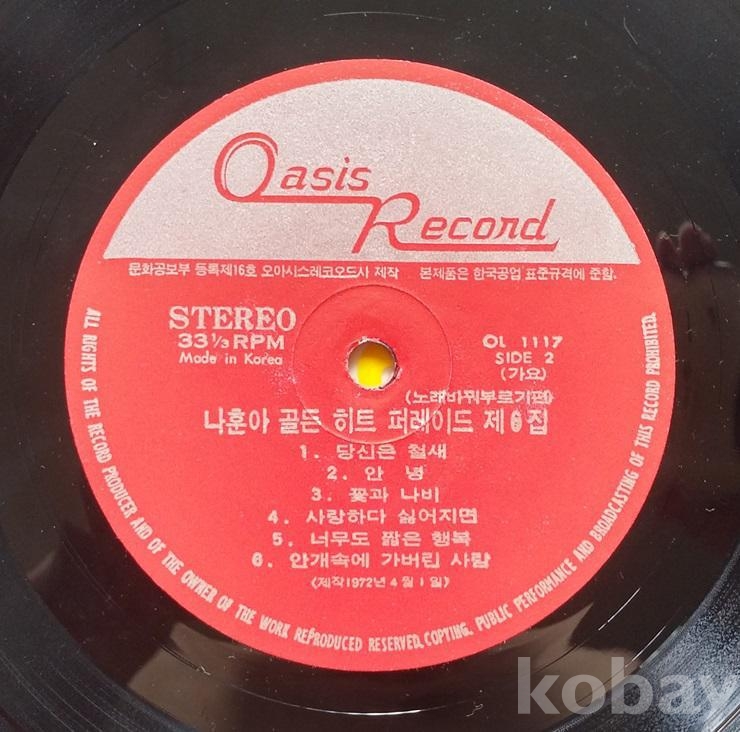 Oasis
Record
문화공보부 등록제16호 오아시스레코오드사 제작 본제품은 한국공업 표준규격에 준함.
STEREO
33⅓ RPM
Made in Korea
OL 1117
SIDE 2
(가요)
(노래바꿔부르기편)
나훈아 골든 히트 퍼레이드 제6집
1. 당신은 철새
2. 안 녕
3. 꽃과 나비
4. 사랑하다 싫어지면
5. 너무도 짧은 행복
6. 안개속에 가버린 사람
(제작1972년 4월 1일)
ALL RIGHTS OF THE RECORD PRODUCER AND OF THE OWNER OF THE WORK REPRODUCED RESERVED. COPYING, PUBLIC PERFORMANCE AND BROADCASTING OF THIS RECORD PROHIBITED.
kobay